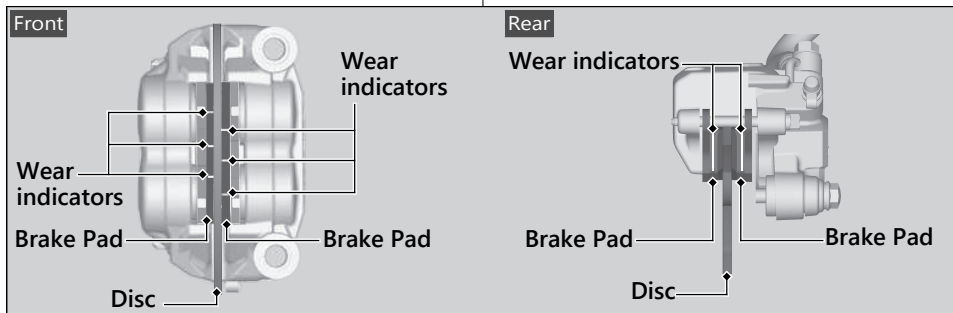 Front
Wear
indicators
Wear
indicators
Brake Pad
Brake Pad
Disc
Rear
Wear indicators
Brake Pad
Brake Pad
Disc